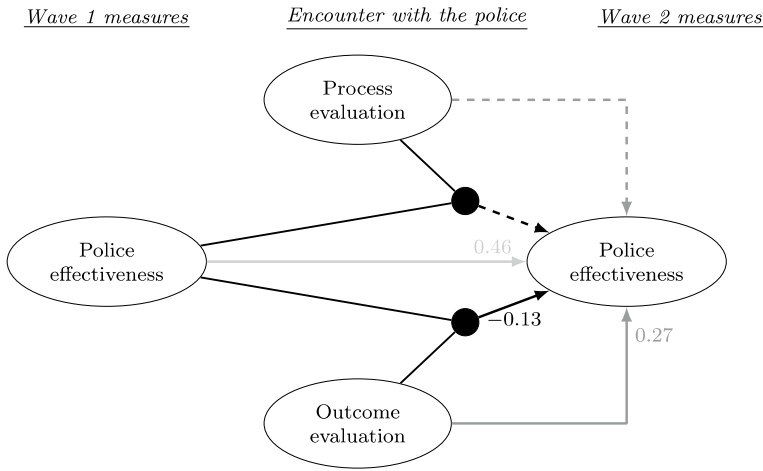 Wave 1 measures
Encounter with the police
Wave 2 measures
Process
evaluation
Police
effectiveness
0.46
Police
effectiveness
−0.13
0.27
Outcome
evaluation